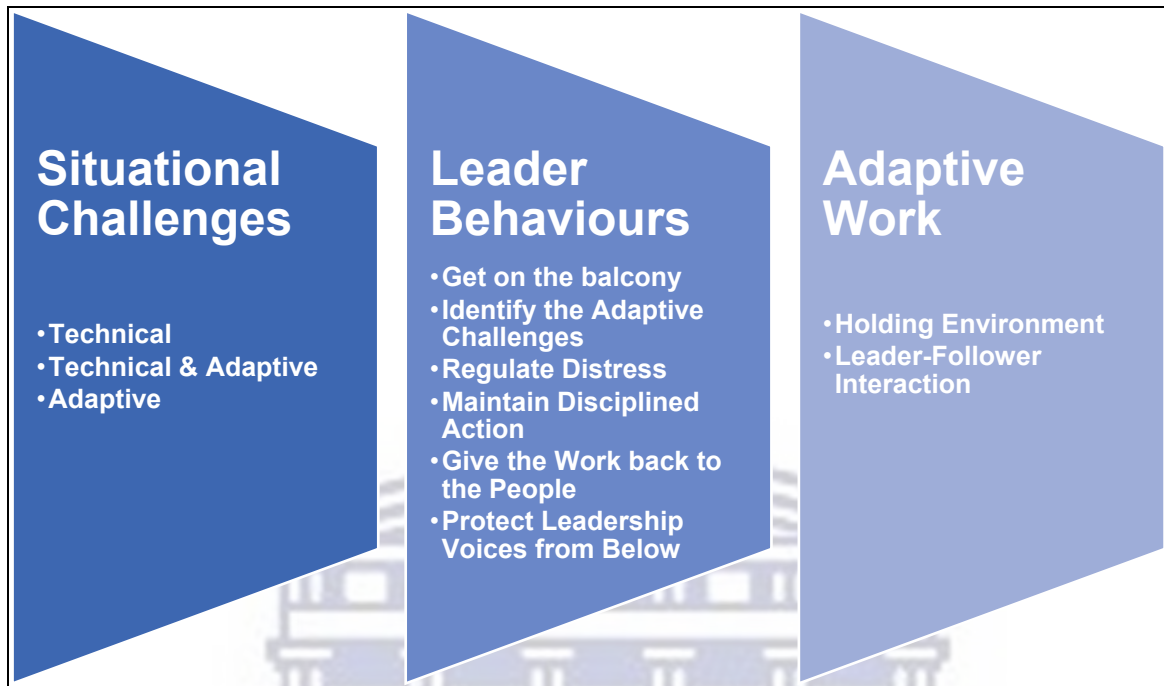 Situational
Challenges
•Technical
•Technical & Adaptive
•Adaptive
Leader
Behaviours
•Get on the balcony
•Identify the Adaptive
Challenges
•Regulate Distress
•Maintain Disciplined
Action
•Give the Work back to
the People
•Protect Leadership
Voices from Below
Adaptive
Work
•Holding Environment
•Leader-Follower
Interaction